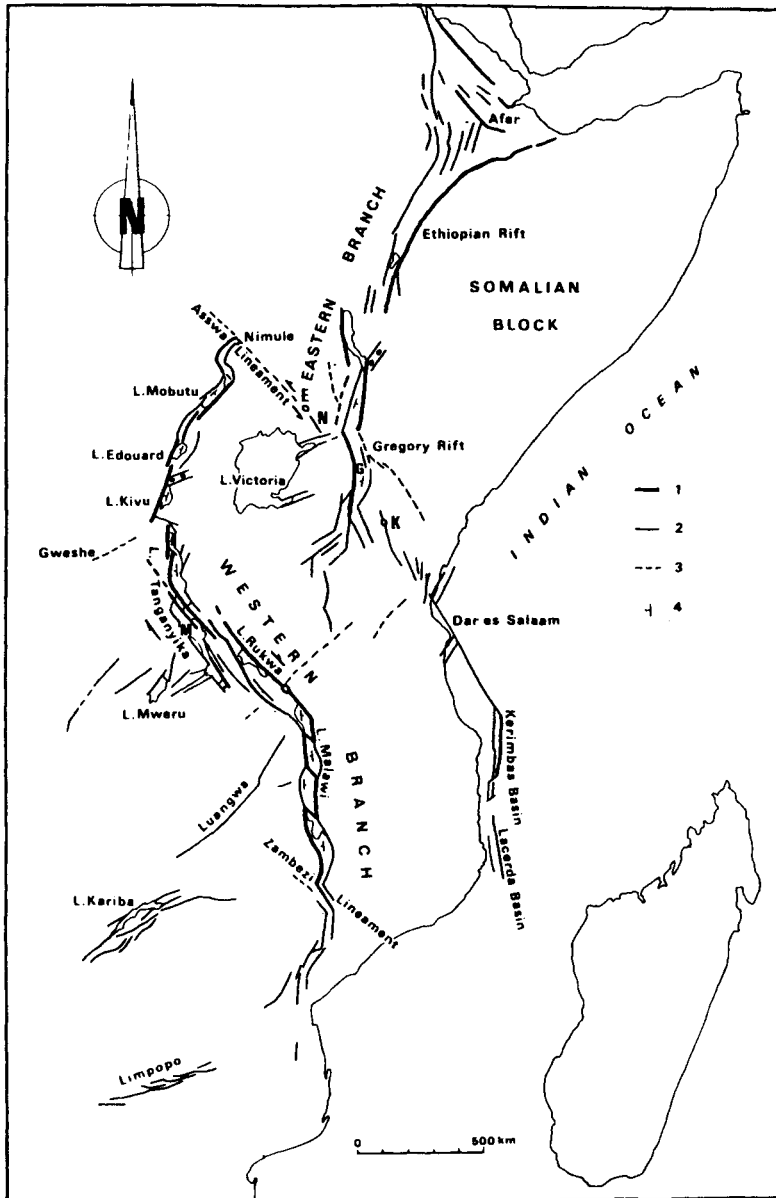 Afar
N
EASTERN BRANCH
Ethiopian Rift
SOMALIAN
BLOCK
Asswa Lineament
Nimule
L.Mobutu
N
L.Edouard
Gregory Rift
L.Victoria
G
L.Kivu
K
INDIAN OCEAN
1
2
3
4
Gweshe
WESTERN BRANCH
L. Tanganyika
M
L.Rukwa
Dar es Salaam
L.Mweru
L.Malawi
Kerimbas Basin
Luangwa
Lacerda Basin
Zambezi Lineament
L.Kariba
Limpopo
0 500 km